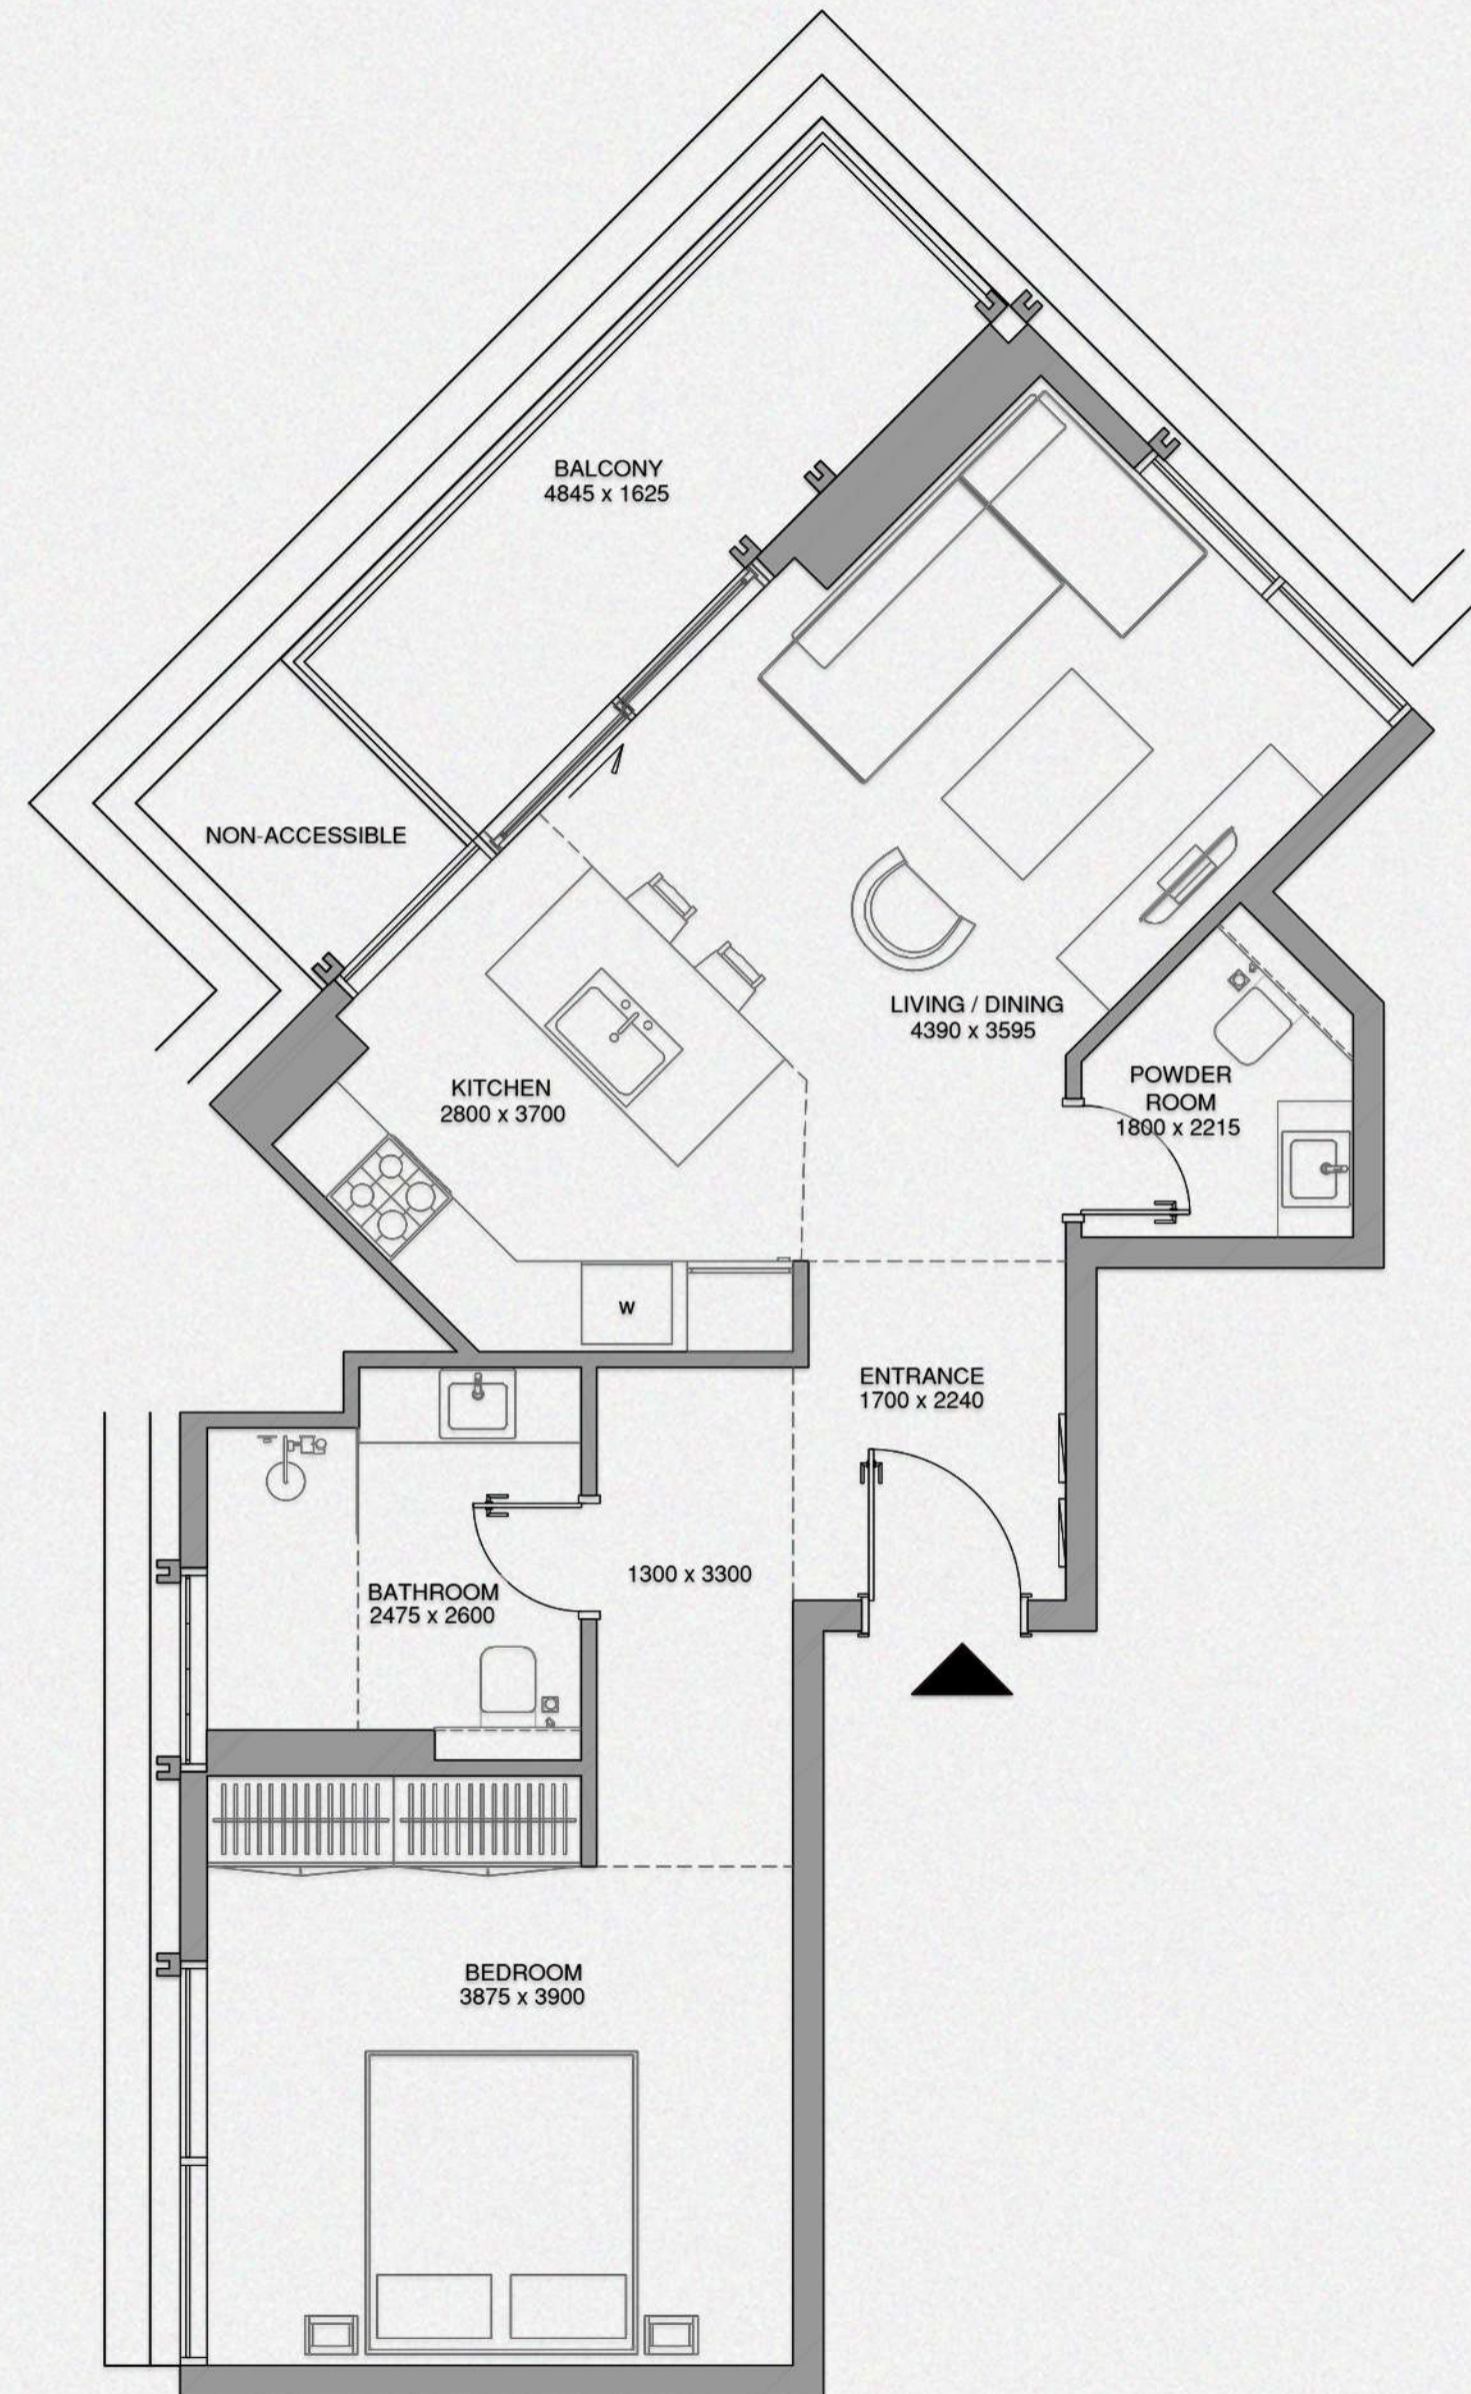 BALCONY
4845 x 1625
NON-ACCESSIBLE
LIVING / DINING
4390 x 3595
KITCHEN
2800 x 3700
POWDER
ROOM
1800 x 2215
W
ENTRANCE
1700 x 2240
1300 x 3300
BATHROOM
2475 x 2600
BEDROOM
3875 x 3900